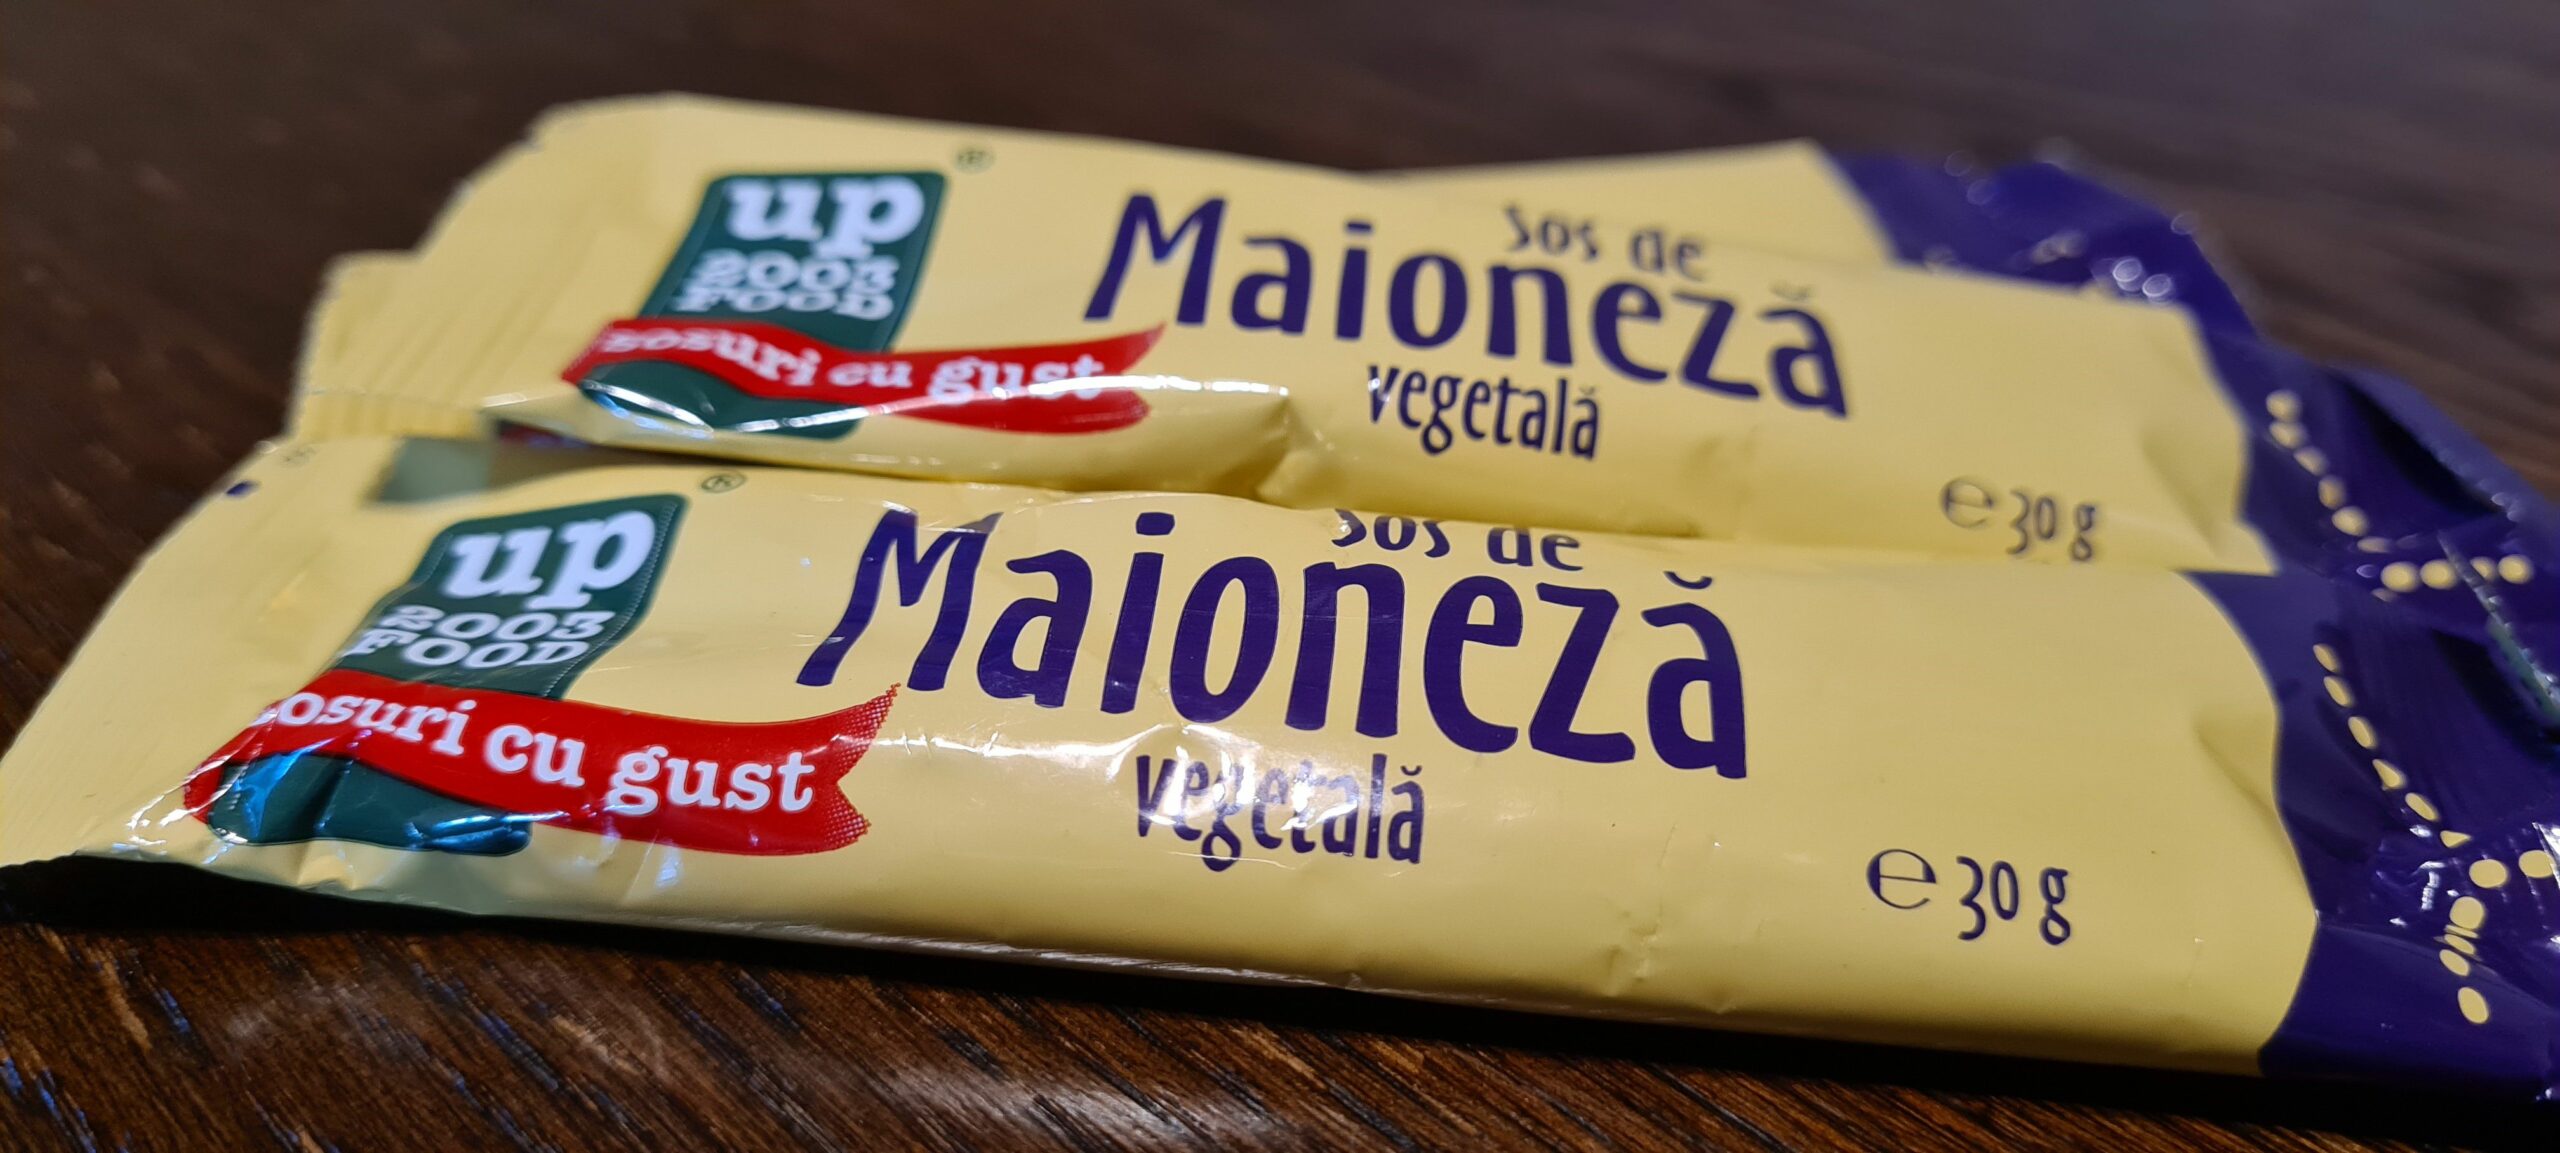 up
2003
FOOD
sosuri cu gust
®
Sos de
Maioneză
vegetală
℮ 30 g
up
2003
FOOD
sosuri cu gust
®
Sos de
Maioneză
vegetală
℮ 30 g